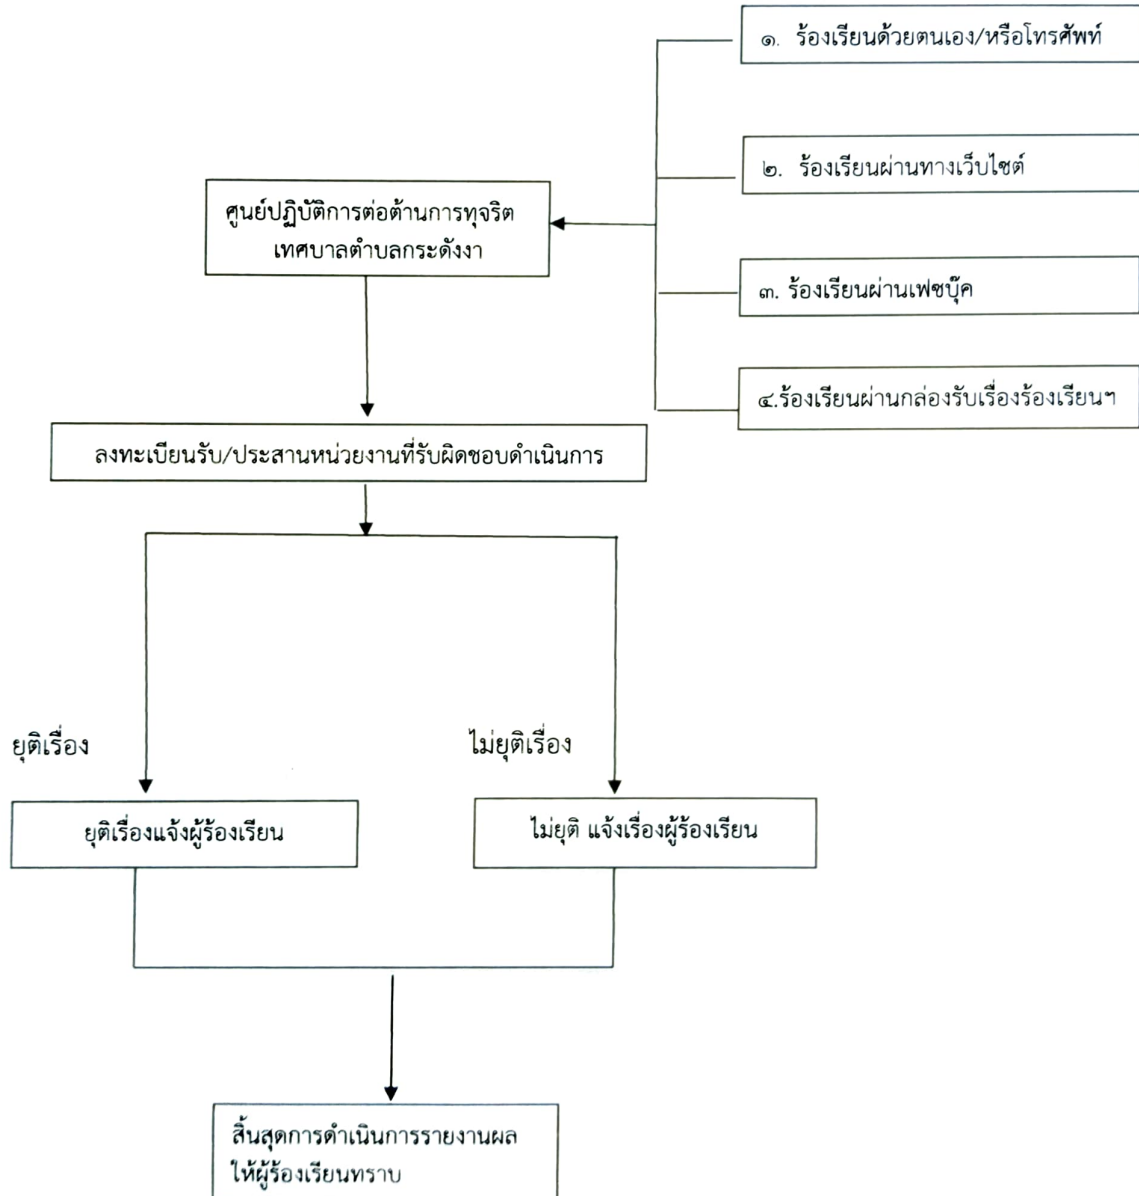 ๑. ร้องเรียนด้วยตนเอง/หรือโทรศัพท์
๒. ร้องเรียนผ่านทางเว็บไซต์
ศูนย์ปฏิบัติการต่อต้านการทุจริต
เทศบาลตำบลกระดังงา
๓. ร้องเรียนผ่านเฟซบุ๊ค
๔.ร้องเรียนผ่านกล่องรับเรื่องร้องเรียนฯ
ลงทะเบียนรับ/ประสานหน่วยงานที่รับผิดชอบดำเนินการ
ยุติเรื่อง
ไม่ยุติเรื่อง
ยุติเรื่องแจ้งผู้ร้องเรียน
ไม่ยุติ แจ้งเรื่องผู้ร้องเรียน
สิ้นสุดการดำเนินการรายงานผล
ให้ผู้ร้องเรียนทราบ